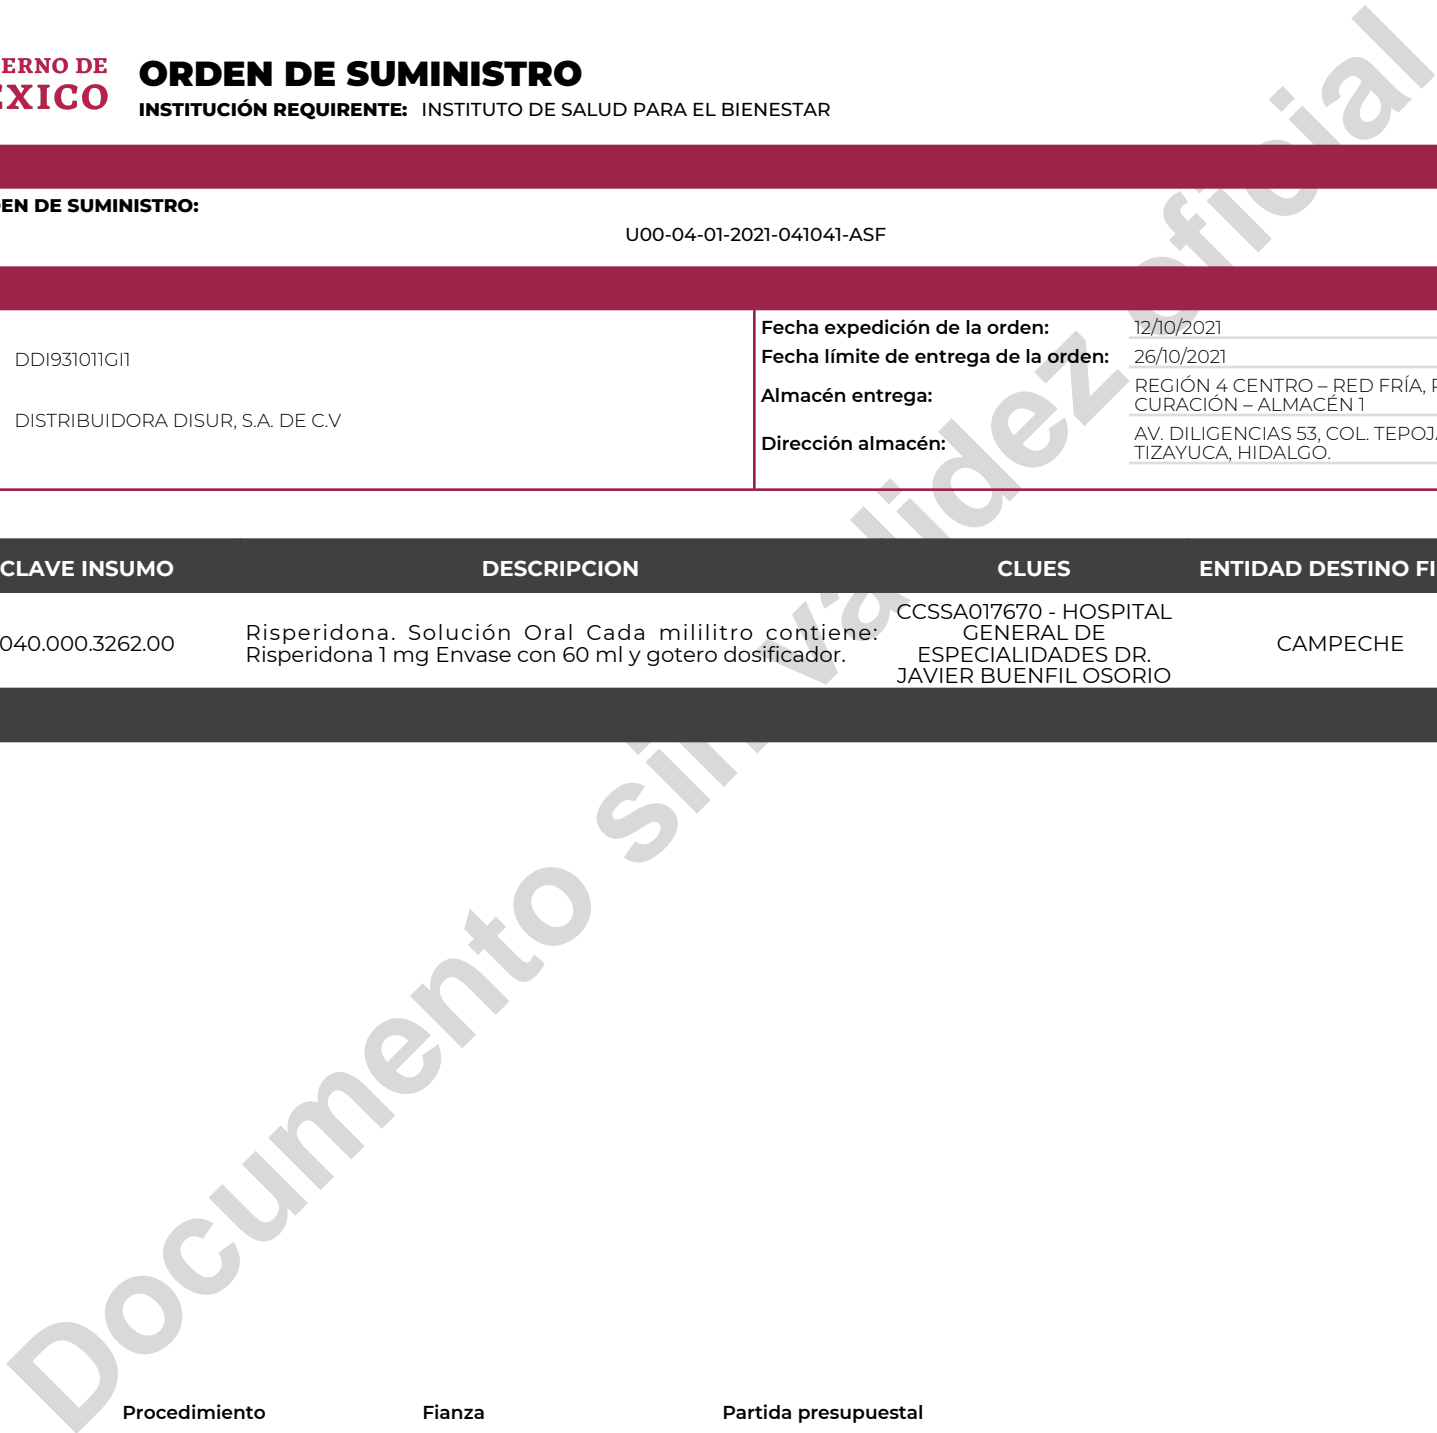 ERNO DE
EXICO
ORDEN DE SUMINISTRO
INSTITUCIÓN REQUIRENTE: INSTITUTO DE SALUD PARA EL BIENESTAR
EN DE SUMINISTRO:
U00-04-01-2021-041041-ASF
DDI931011GI1
DISTRIBUIDORA DISUR, S.A. DE C.V
Fecha expedición de la orden: 12/10/2021
Fecha límite de entrega de la orden: 26/10/2021
Almacén entrega: REGIÓN 4 CENTRO – RED FRÍA,
CURACIÓN – ALMACÉN 1
Dirección almacén: AV. DILIGENCIAS 53, COL. TEPOJA
TIZAYUCA, HIDALGO.
CLAVE INSUMO DESCRIPCION CLUES ENTIDAD DESTINO FI
040.000.3262.00
Risperidona. Solución Oral Cada mililitro contiene:
Risperidona 1 mg Envase con 60 ml y gotero dosificador.
CCSSA017670 - HOSPITAL
GENERAL DE
ESPECIALIDADES DR.
JAVIER BUENFIL OSORIO
CAMPECHE
Documento sin validez oficial
Procedimiento Fianza Partida presupuestal